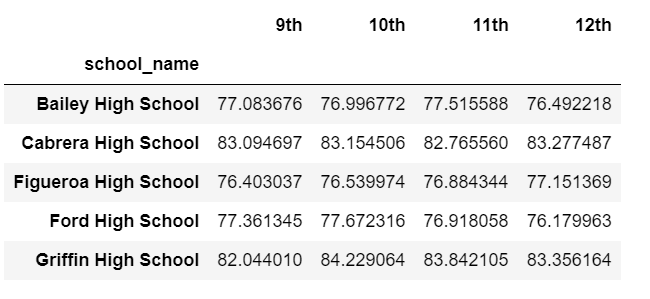 9th 10th 11th 12th
school_name
Bailey High School 77.083676 76.996772 77.515588 76.492218
Cabrera High School 83.094697 83.154506 82.765560 83.277487
Figueroa High School 76.403037 76.539974 76.884344 77.151369
Ford High School 77.361345 77.672316 76.918058 76.179963
Griffin High School 82.044010 84.229064 83.842105 83.356164